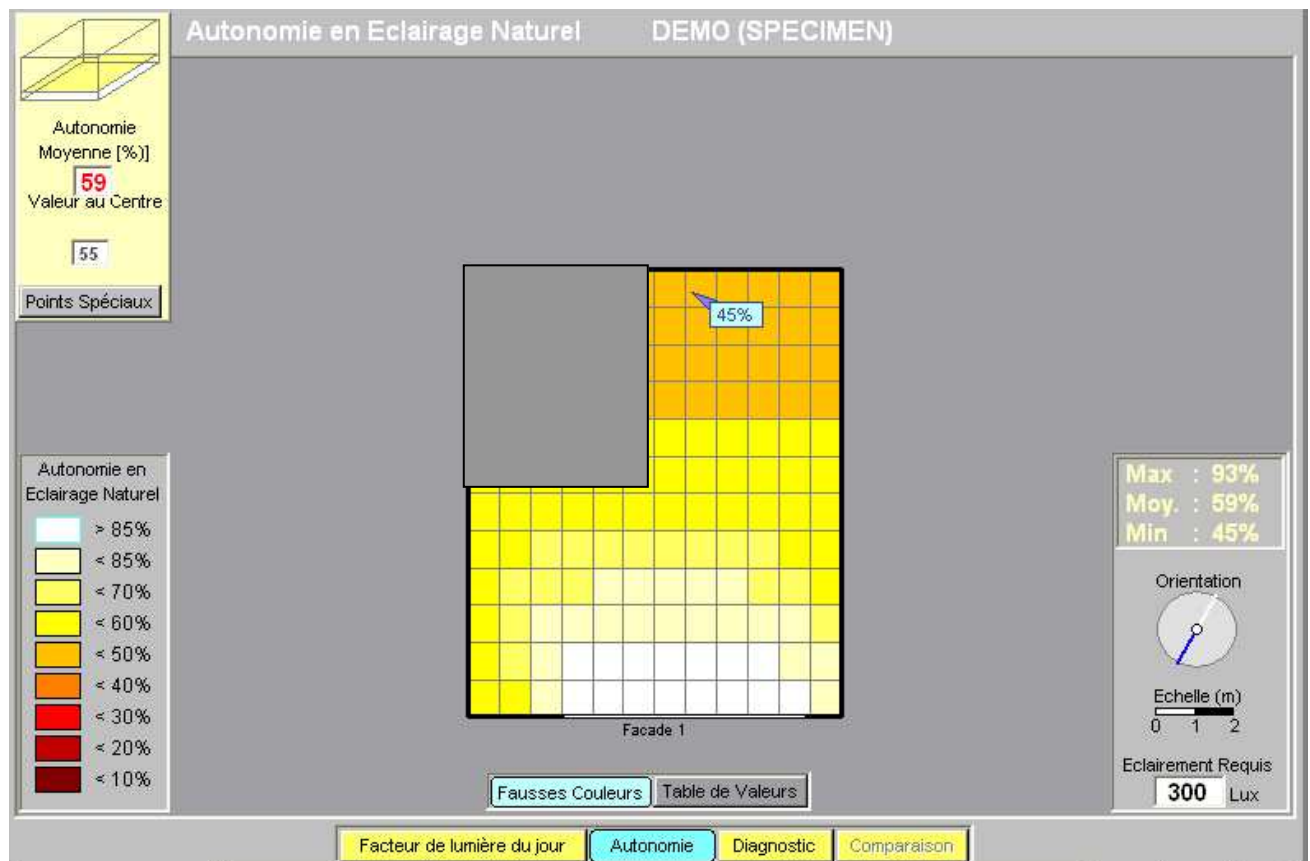 Autonomie en Eclairage Naturel DEMO (SPECIMEN)
Autonomie
Moyenne [%)]
59
Valeur au Centre
55
Points Spéciaux
45%
Autonomie en
Eclairage Naturel
> 85%
< 85%
< 70%
< 60%
< 50%
< 40%
< 30%
< 20%
< 10%
Facade 1
Fausses Couleurs Table de Valeurs
Max : 93%
Moy. : 59%
Min : 45%
Orientation
Echelle (m)
0 1 2
Eclairement Requis
300 Lux
Facteur de lumière du jour Autonomie Diagnostic Comparaison